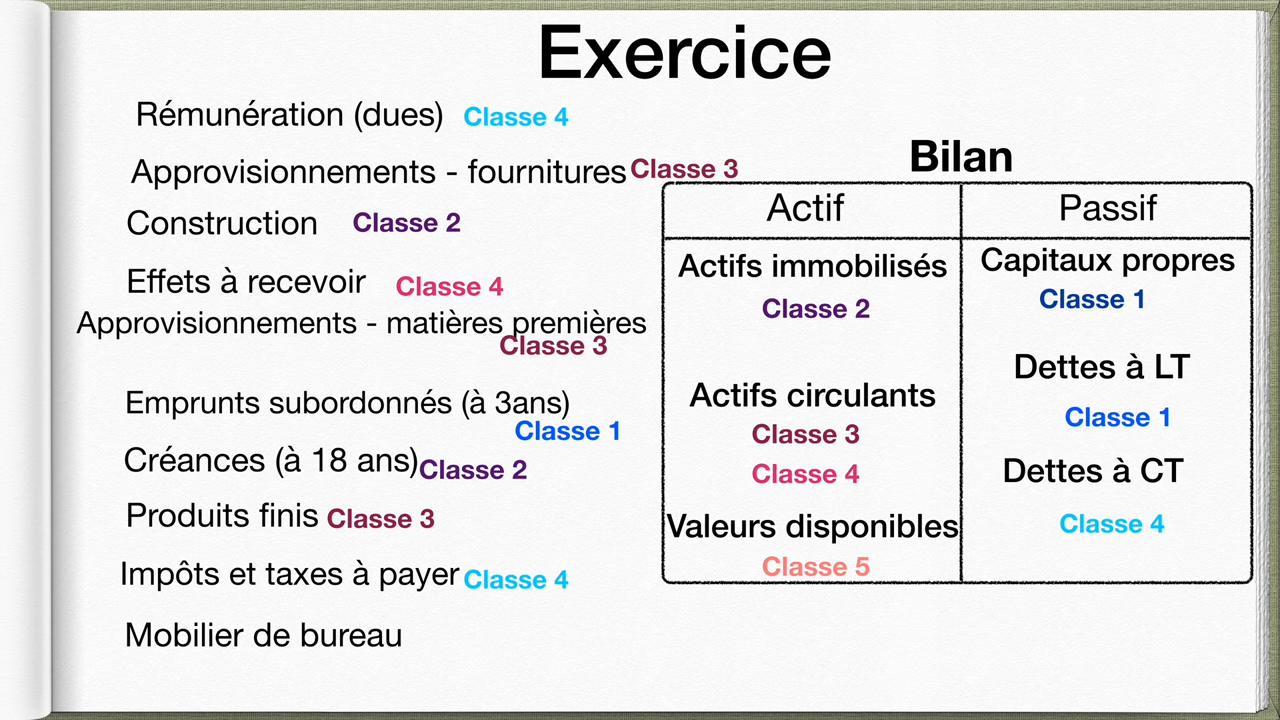 Exercice
Rémunération (dues) Classe 4
Approvisionnements - fournitures Classe 3
Construction Classe 2
Effets à recevoir Classe 4
Approvisionnements - matières premières
Classe 3
Emprunts subordonnés (à 3ans)
Classe 1
Créances (à 18 ans) Classe 2
Produits finis Classe 3
Impôts et taxes à payer Classe 4
Mobilier de bureau
Bilan
Actif Passif
Actifs immobilisés
Classe 2
Actifs circulants
Classe 3
Classe 4
Valeurs disponibles
Classe 5
Capitaux propres
Classe 1
Dettes à LT
Classe 1
Dettes à CT
Classe 4